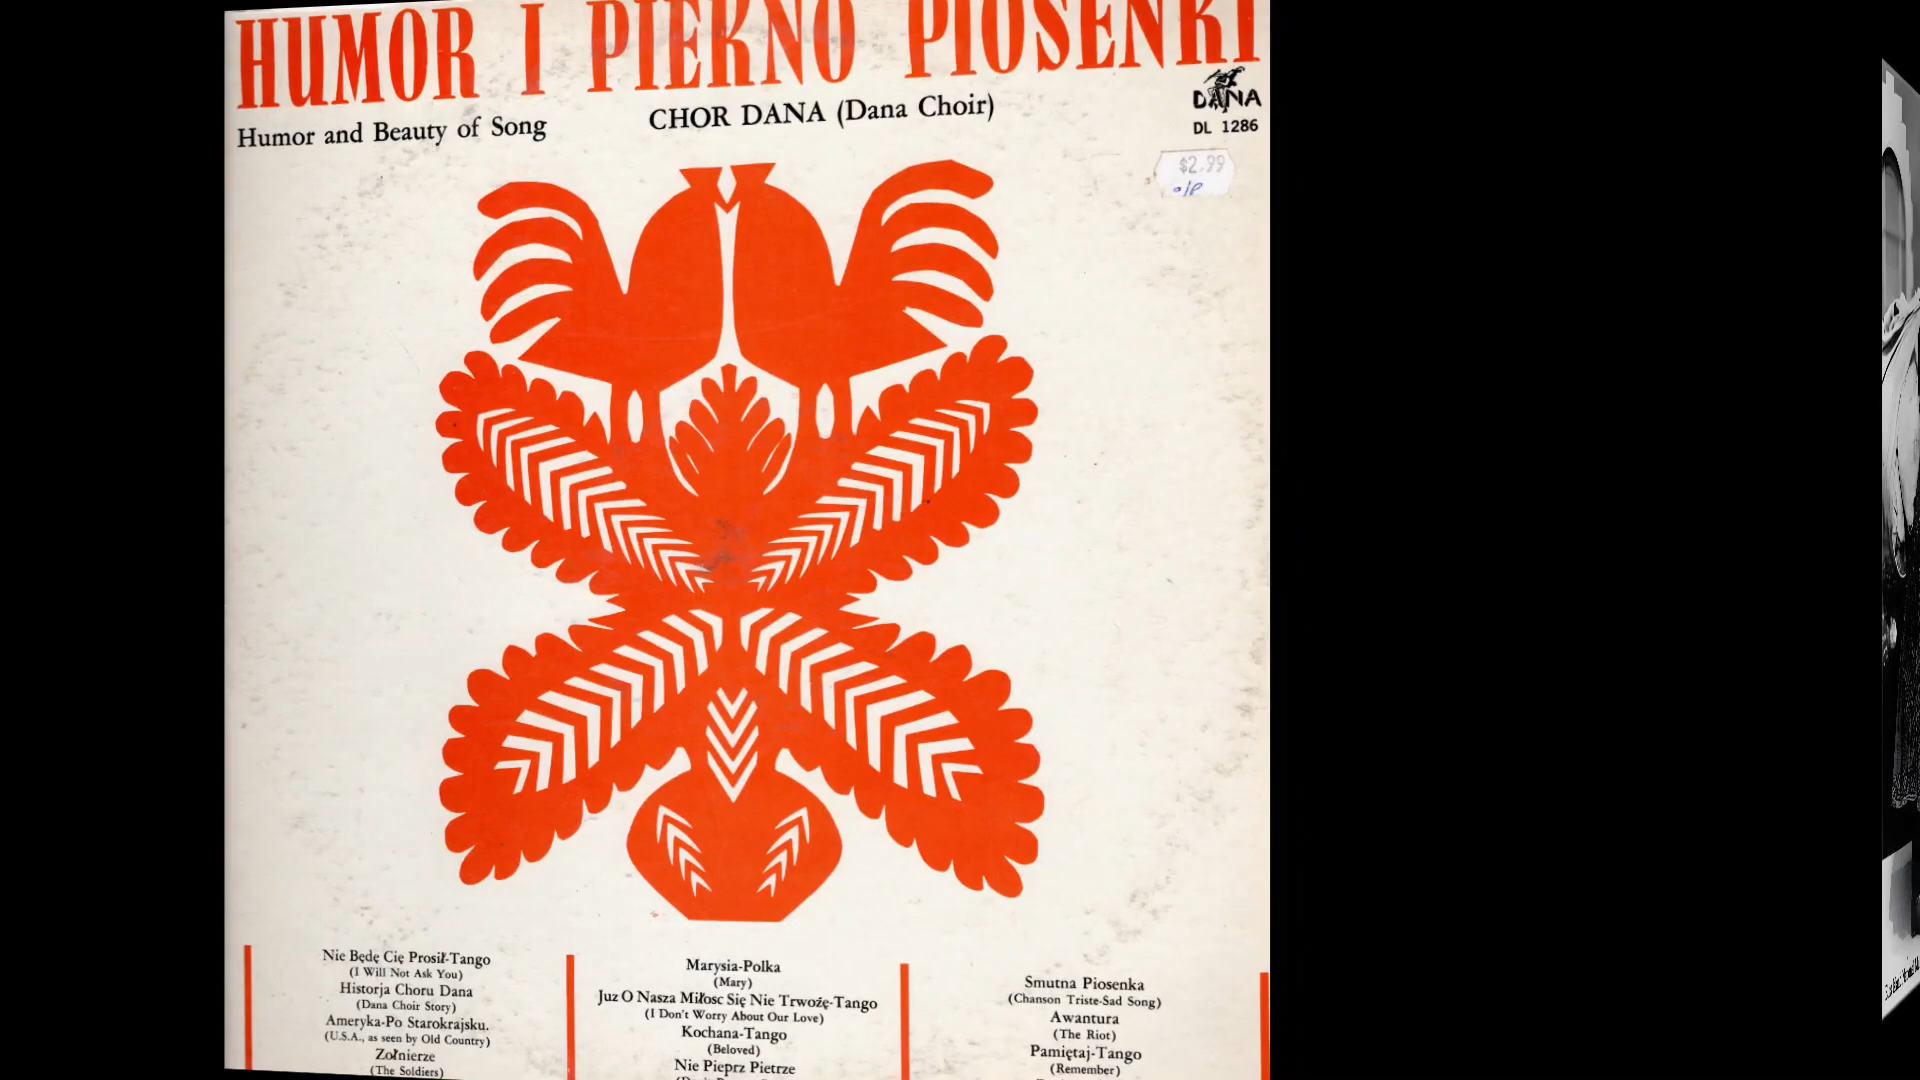 HUMOR I PIEKNO PIOSENKI
Humor and Beauty of Song
CHOR DANA (Dana Choir)
DANA
DL 1286
$2.99
o/p
Nie Będę Cię Prosił-Tango
(I Will Not Ask You)
Historja Choru Dana
(Dana Choir Story)
Ameryka-Po Starokrajsku.
(U.S.A., as seen by Old Country)
Zołnierze
(The Soldiers)
Marysia-Polka
(Mary)
Juz O Nasza Miłosc Się Nie Trwożę-Tango
(I Don't Worry About Our Love)
Kochana-Tango
(Beloved)
Nie Pieprz Pietrze
Smutna Piosenka
(Chanson Triste-Sad Song)
Awantura
(The Riot)
Pamiętaj-Tango
(Remember)